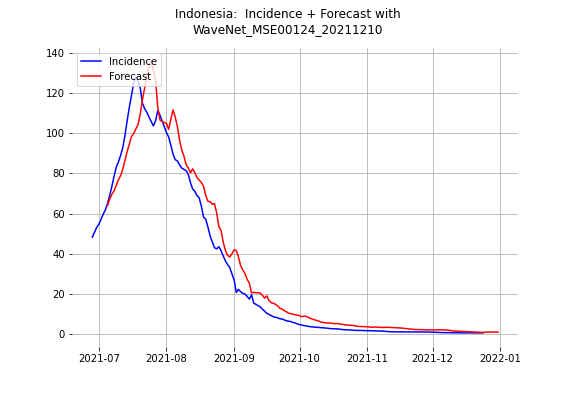 Indonesia:  Incidence + Forecast with
WaveNet_MSE00124_20211210
Incidence
Forecast
140
120
100
80
60
40
20
0
2021-07 2021-08 2021-09 2021-10 2021-11 2021-12 2022-01